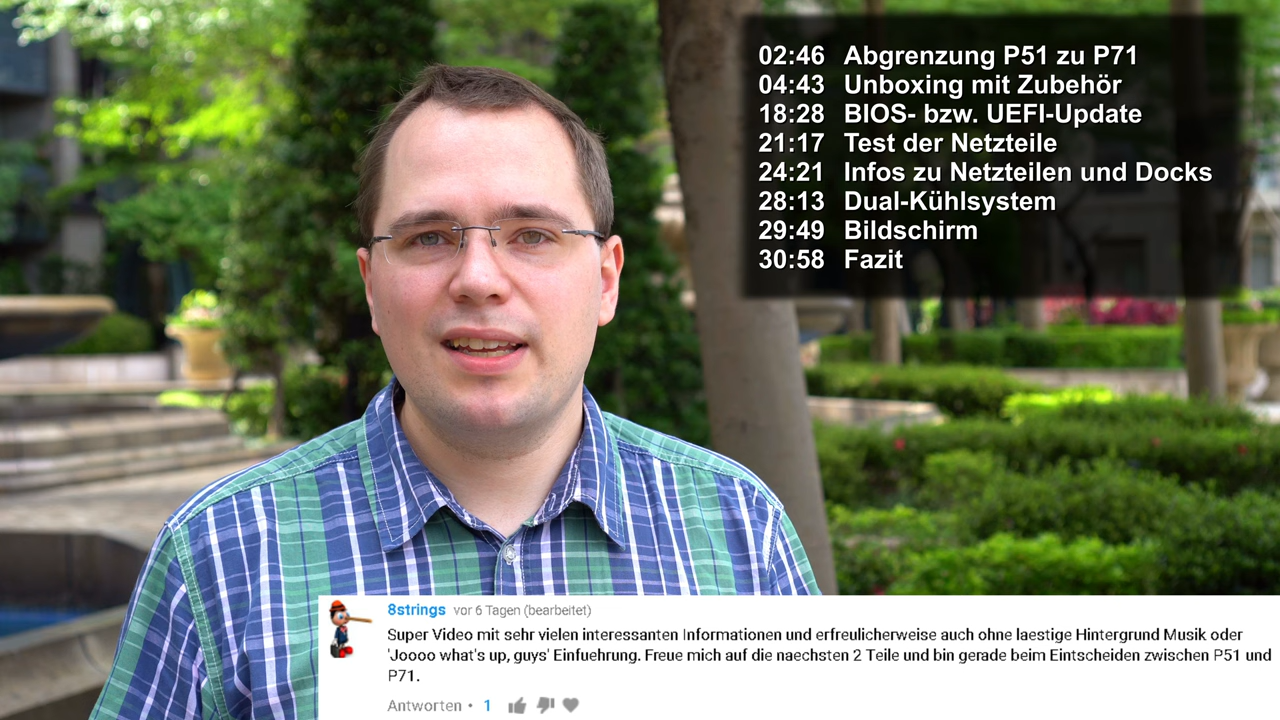 02:46 Abgrenzung P51 zu P71
04:43 Unboxing mit Zubehör
18:28 BIOS- bzw. UEFI-Update
21:17 Test der Netzteile
24:21 Infos zu Netzteilen und Docks
28:13 Dual-Kühlsystem
29:49 Bildschirm
30:58 Fazit
8strings vor 6 Tagen (bearbeitet)
Super Video mit sehr vielen interessanten Informationen und erfreulicherweise auch ohne laestige Hintergrund Musik oder
'Joooo what's up, guys' Einfuehrung. Freue mich auf die naechsten 2 Teile und bin gerade beim Eintscheiden zwischen P51 und
P71.
Antworten • 1